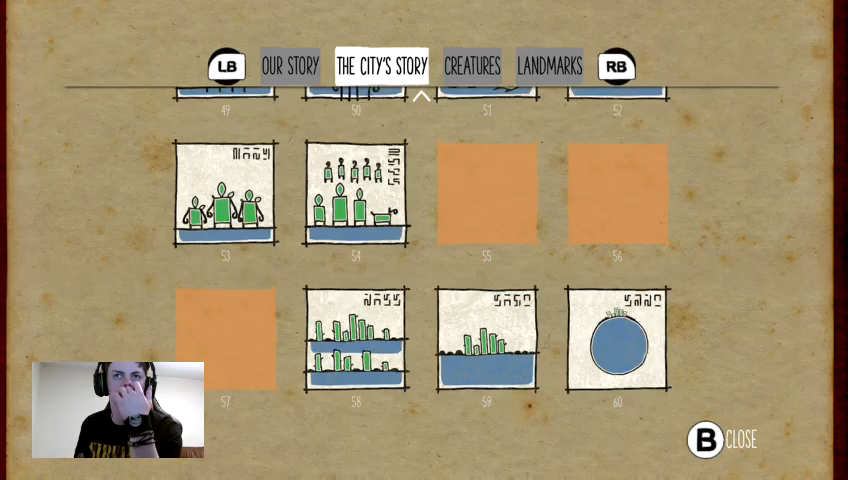 LB OUR STORY THE CITY'S STORY CREATURES LANDMARKS RB
49 50 51 52
53 54 55 56
57 58 59 60
B CLOSE